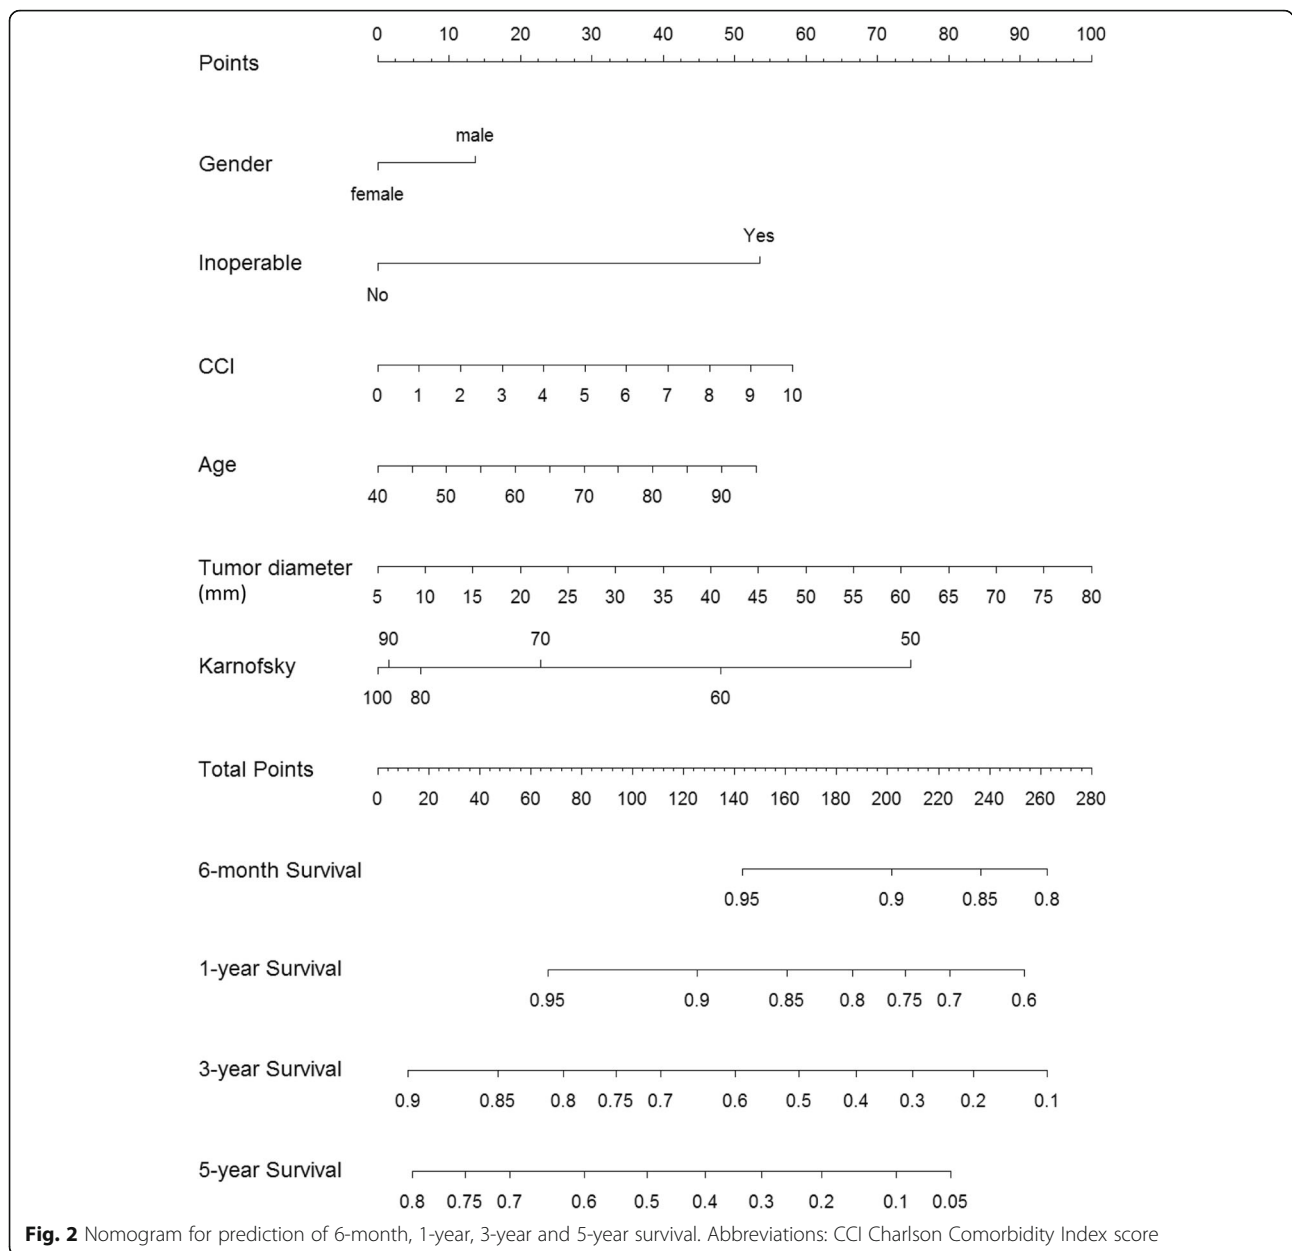 0 10 20 30 40 50 60 70 80 90 100
Points
male
Gender
female
Yes
Inoperable
No
CCI
0 1 2 3 4 5 6 7 8 9 10
Age
40 50 60 70 80 90
Tumor diameter
(mm)
5 10 15 20 25 30 35 40 45 50 55 60 65 70 75 80
90 70 50
Karnofsky
100 80 60
Total Points
0 20 40 60 80 100 120 140 160 180 200 220 240 260 280
6-month Survival
0.95 0.9 0.85 0.8
1-year Survival
0.95 0.9 0.85 0.8 0.75 0.7 0.6
3-year Survival
0.9 0.85 0.8 0.75 0.7 0.6 0.5 0.4 0.3 0.2 0.1
5-year Survival
0.8 0.75 0.7 0.6 0.5 0.4 0.3 0.2 0.1 0.05
Fig. 2 Nomogram for prediction of 6-month, 1-year, 3-year and 5-year survival. Abbreviations: CCI Charlson Comorbidity Index score